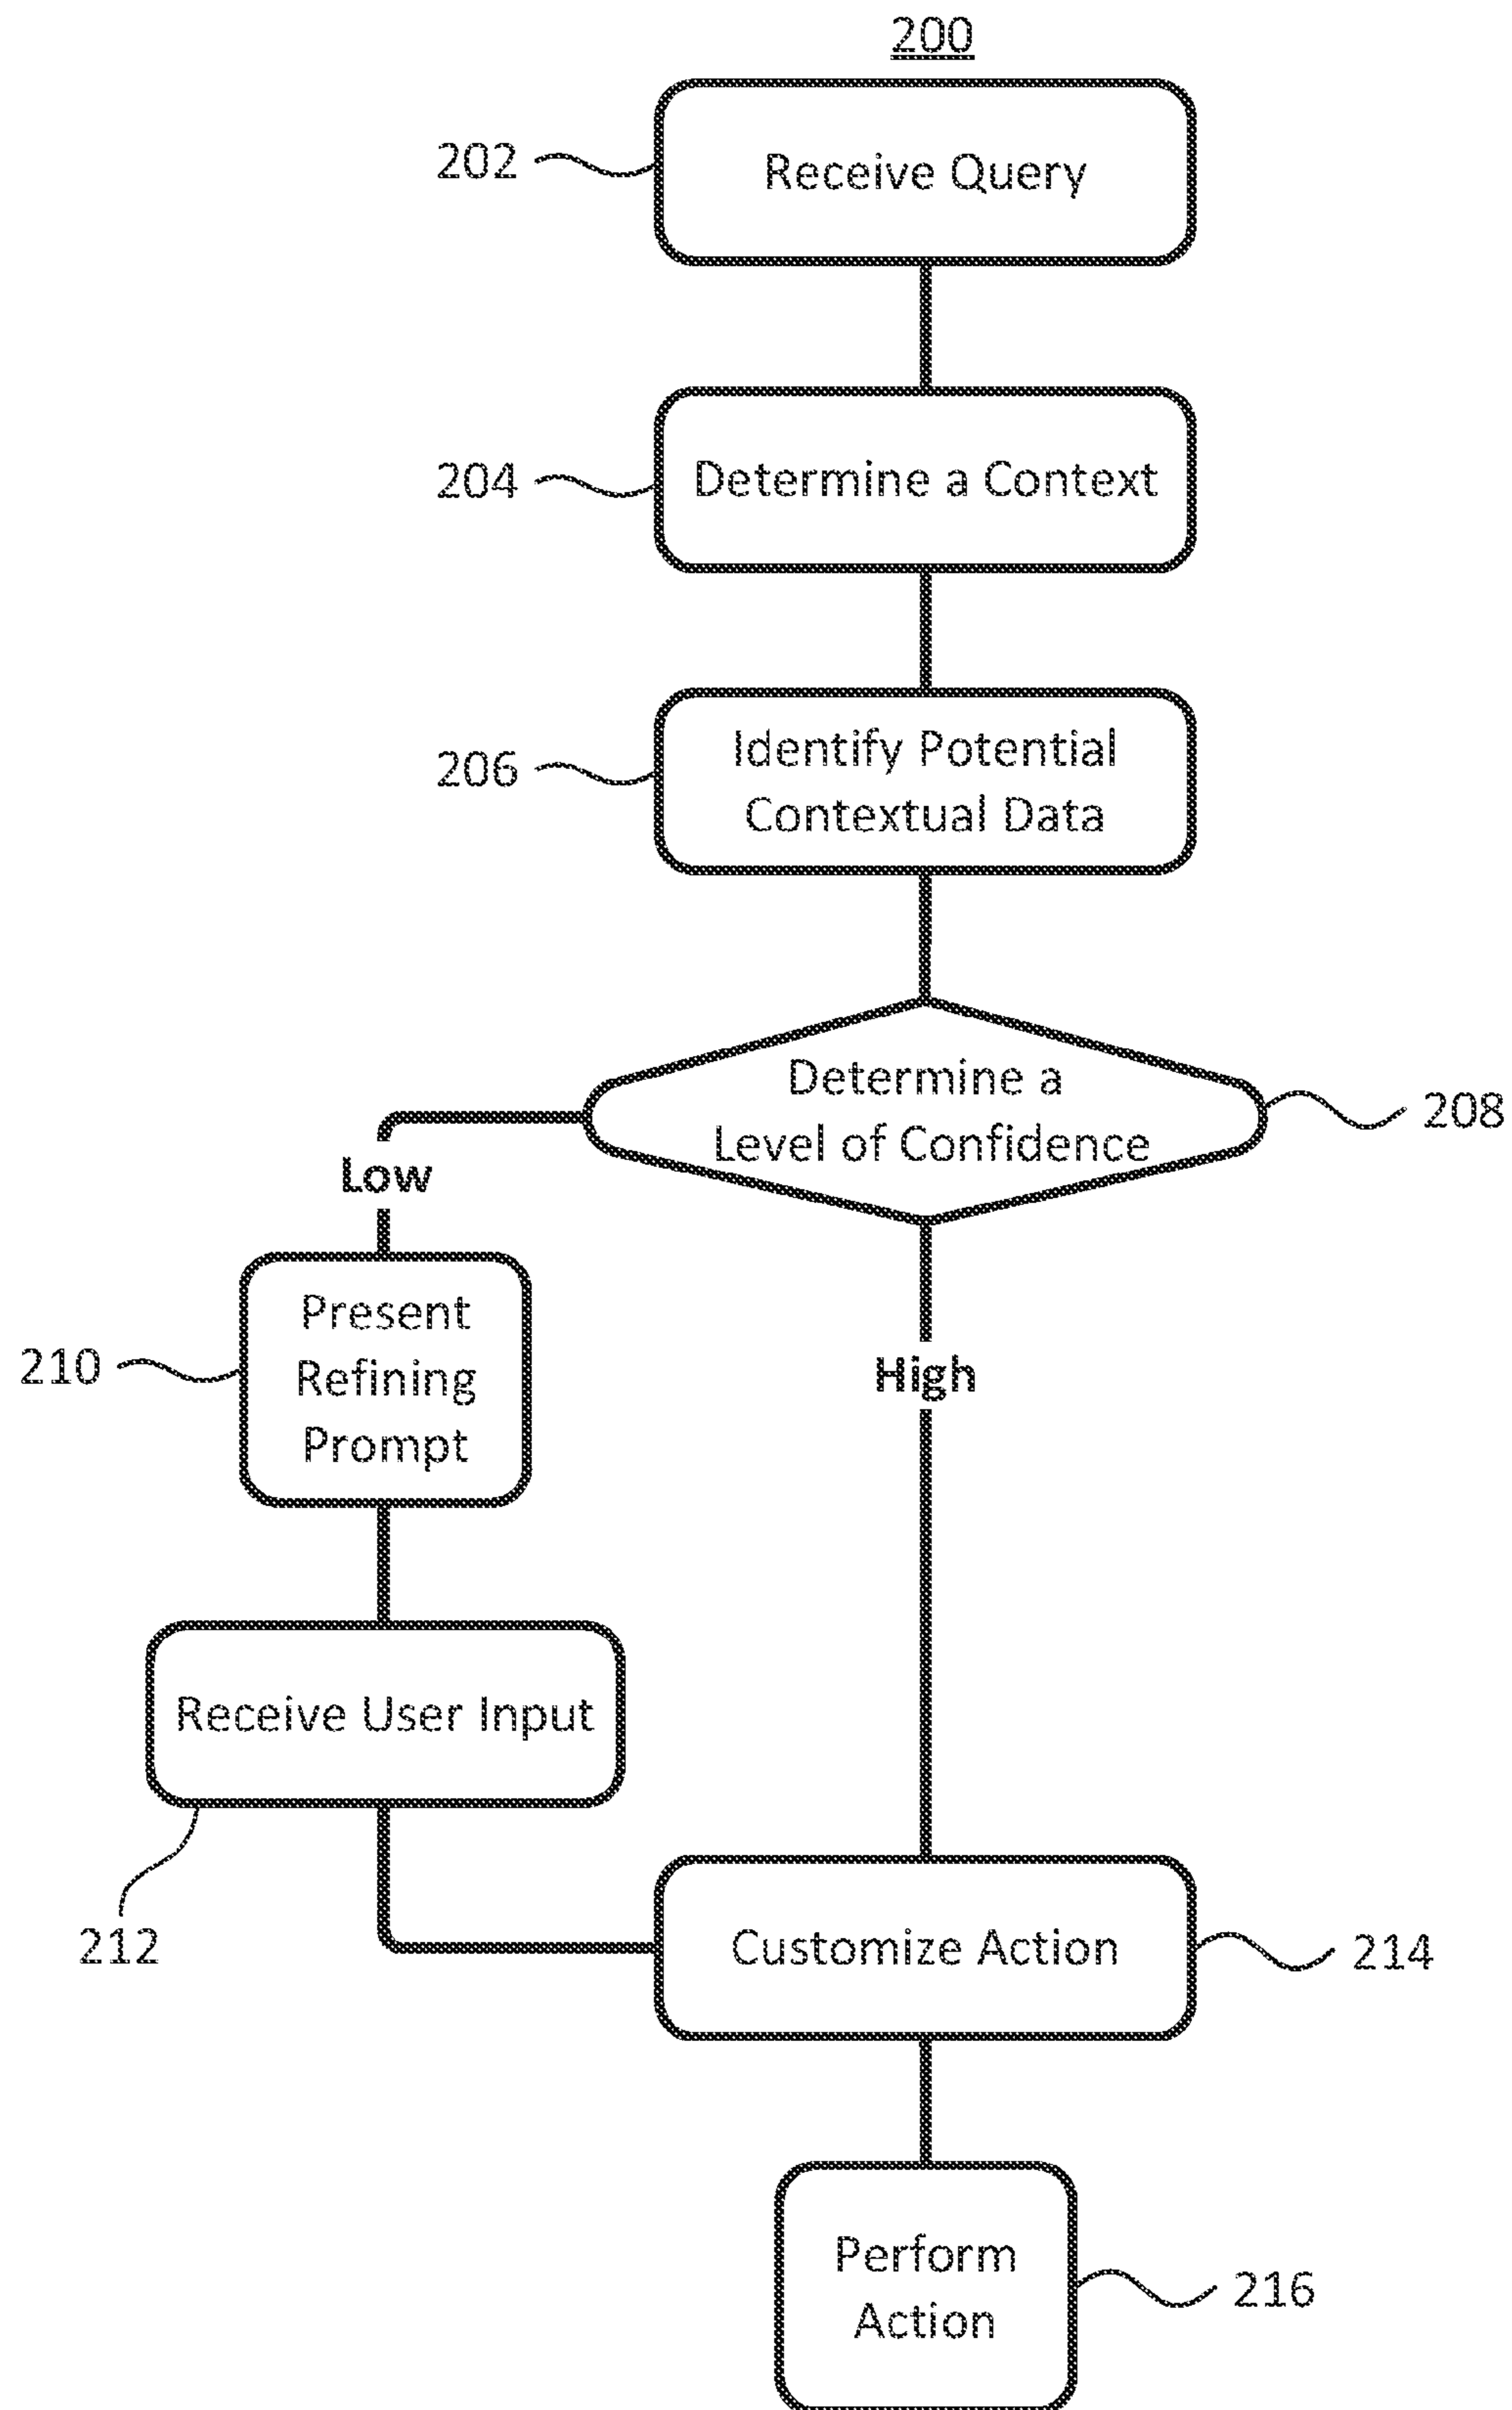 200
202
Receive Query
204
Determine a Context
206
Identify Potential
Contextual Data
Determine a
Level of Confidence
208
Low
High
210
Present
Refining
Prompt
Receive User Input
212
Customize Action
214
Perform
Action
216